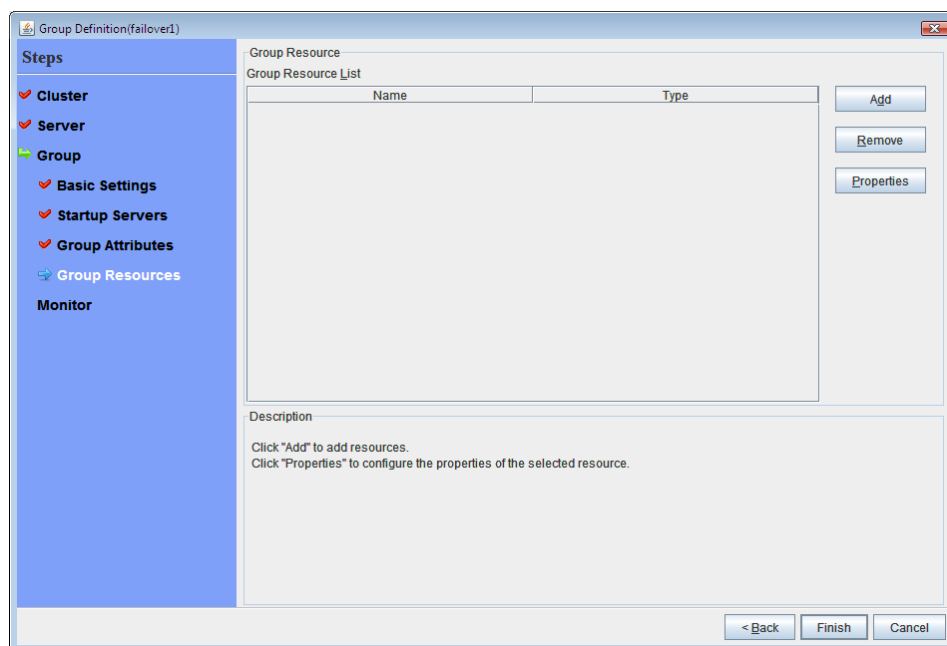 Group Definition(failover1)
Steps
Cluster
Server
Group
Basic Settings
Startup Servers
Group Attributes
Group Resources
Monitor
Group Resource
Group Resource List
Name Type
Add
Remove
Properties
Description
Click "Add" to add resources.
Click "Properties" to configure the properties of the selected resource.
< Back Finish Cancel